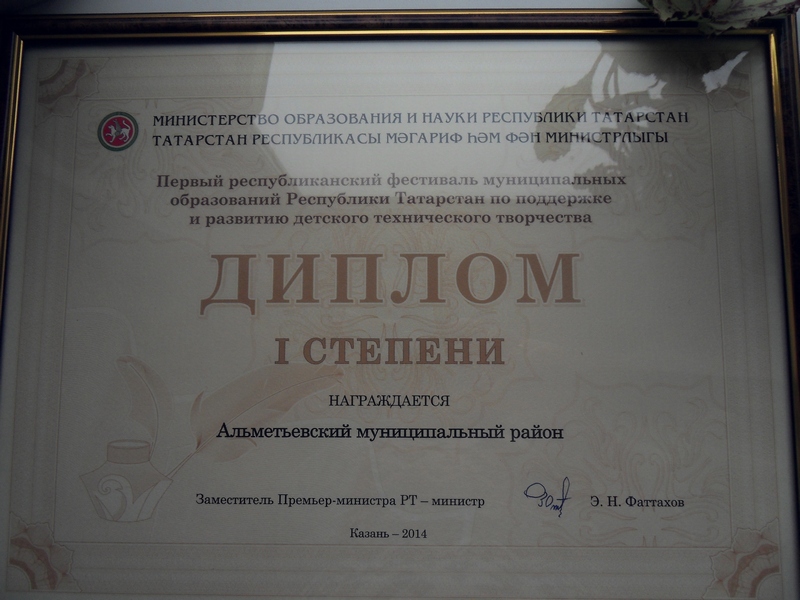 МИНИСТЕРСТВО ОБРАЗОВАНИЯ И НАУКИ РЕСПУБЛИКИ ТАТАРСТАН
ТАТАРСТАН РЕСПУБЛИКАСЫ МӘГАРИФ ҺӘМ ФӘН МИНИСТРЛЫГЫ
Первый республиканский фестиваль муниципальных
образований Республики Татарстан по поддержке
и развитию детского технического творчества
ДИПЛОМ
I СТЕПЕНИ
НАГРАЖДАЕТСЯ
Альметьевский муниципальный район
Заместитель Премьер-министра РТ – министр Э. Н. Фаттахов
Казань – 2014